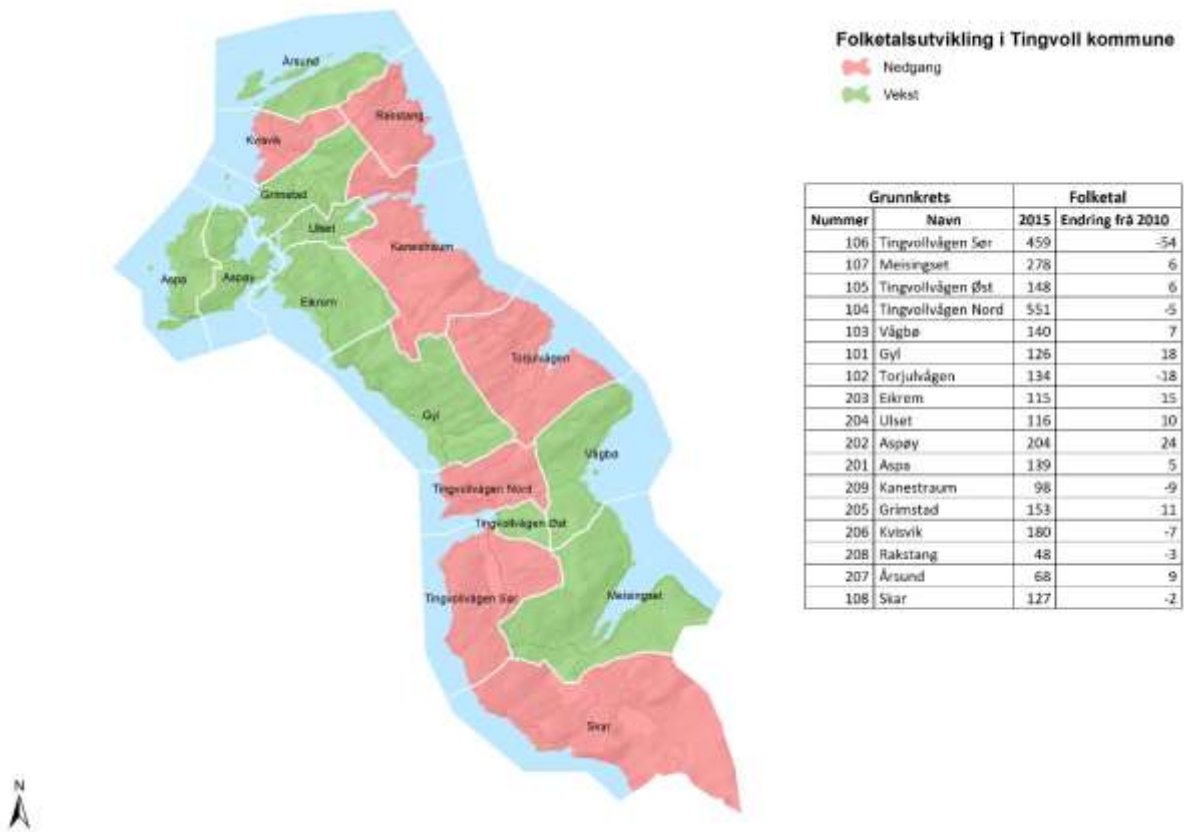 Folketalsutvikling i Tingvoll kommune
Nedgang
Vekst
Årsund
Rakstang
Kvisvik
Grimstad
Ulset
Kanestraum
Aspa
Aspøy
Eikrem
Torjulvågen
Gyl
Vågbø
Tingvollvågen Nord
Tingvollvågen Øst
Tingvollvågen Sør
Meisingset
Skar
N
Grunnkrets Folketal
Nummer Navn 2015 Endring frå 2010
106 Tingvollvågen Sør 459 -54
107 Meisingset 278 6
105 Tingvollvågen Øst 148 6
104 Tingvollvågen Nord 551 -5
103 Vågbø 140 7
101 Gyl 126 18
102 Torjulvågen 134 -18
203 Eikrem 115 15
204 Ulset 116 10
202 Aspøy 204 24
201 Aspa 139 5
209 Kanestraum 98 -9
205 Grimstad 153 11
206 Kvisvik 180 -7
208 Rakstang 48 -3
207 Årsund 68 9
108 Skar 127 -2